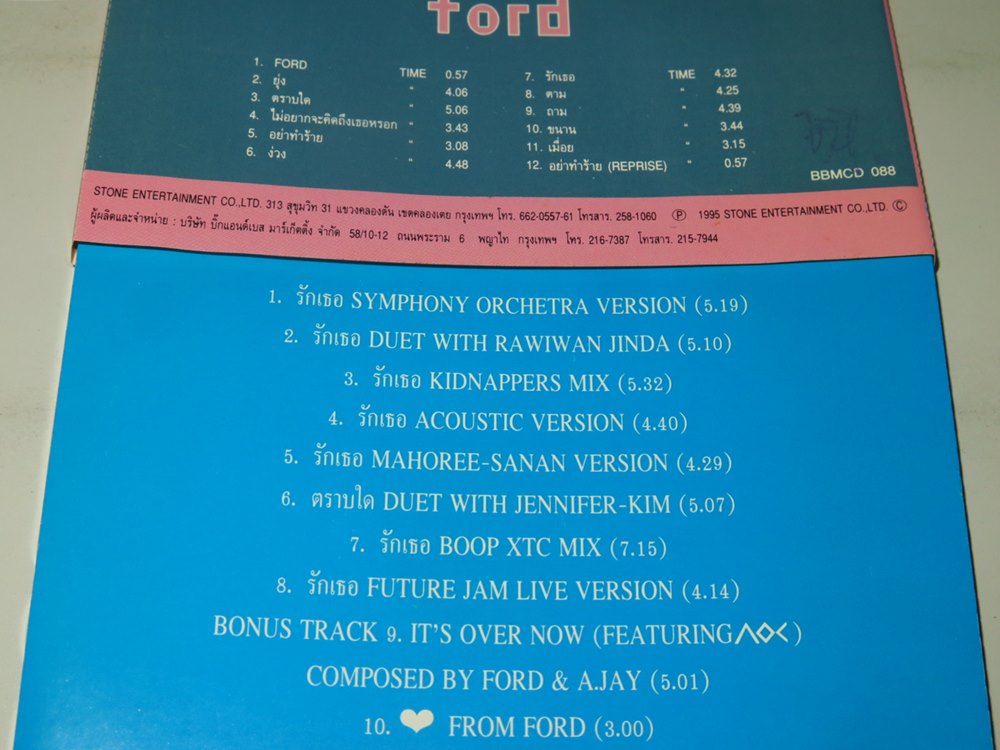 ford
1. FORD TIME 0.57
2. ยุ่ง " 4.06
3. ตราบใด " 5.06
4. ไม่อยากจะคิดถึงเธอหรอก " 3.43
5. อย่าทำร้าย " 3.08
6. ง่วง " 4.48
7. รักเธอ TIME 4.32
8. ตาม " 4.25
9. ถาม " 4.39
10. ขนาน " 3.44
11. เมื่อย " 3.15
12. อย่าทำร้าย (REPRISE) " 0.57
BBMCD 088
STONE ENTERTAINMENT CO.,LTD. 313 สุขุมวิท 31 แขวงคลองตัน เขตคลองเตย กรุงเทพฯ โทร. 662-0557-61 โทรสาร. 258-1060 Ⓟ 1995 STONE ENTERTAINMENT CO.,LTD. ©
ผู้ผลิตและจำหน่าย : บริษัท บิ๊กแอนด์เบส มาร์เก็ตติ้ง จำกัด 58/10-12 ถนนพระราม 6 พญาไท กรุงเทพฯ โทร. 216-7387 โทรสาร. 215-7944
1. รักเธอ SYMPHONY ORCHETRA VERSION (5.19)
2. รักเธอ DUET WITH RAWIWAN JINDA (5.10)
3. รักเธอ KIDNAPPERS MIX (5.32)
4. รักเธอ ACOUSTIC VERSION (4.40)
5. รักเธอ MAHOREE-SANAN VERSION (4.29)
6. ตราบใด DUET WITH JENNIFER-KIM (5.07)
7. รักเธอ BOOP XTC MIX (7.15)
8. รักเธอ FUTURE JAM LIVE VERSION (4.14)
BONUS TRACK 9. IT'S OVER NOW (FEATURING )
COMPOSED BY FORD & A.JAY (5.01)
10. ❤ FROM FORD (3.00)